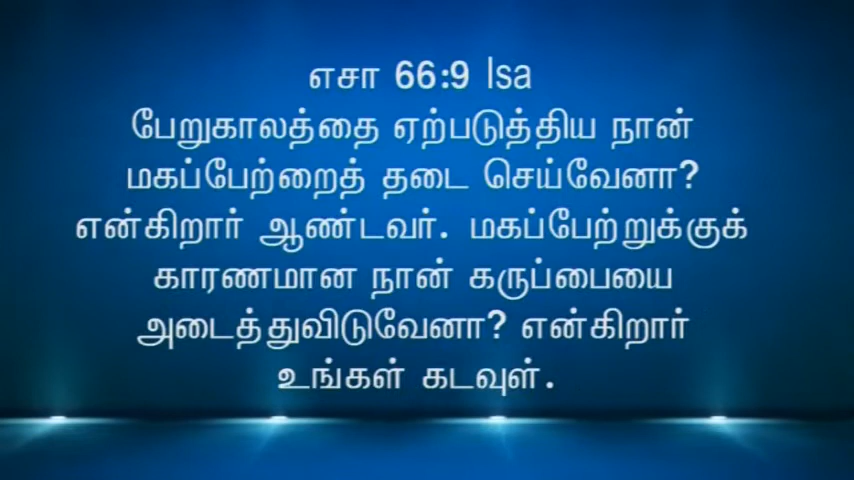 எசா 66:9 Isa
பேறுகாலத்தை ஏற்படுத்திய நான்
மகப்பேற்றைத் தடை செய்வேனா?
என்கிறார் ஆண்டவர். மகப்பேற்றுக்குக்
காரணமான நான் கருப்பையை
அடைத்துவிடுவேனா? என்கிறார்
உங்கள் கடவுள்.